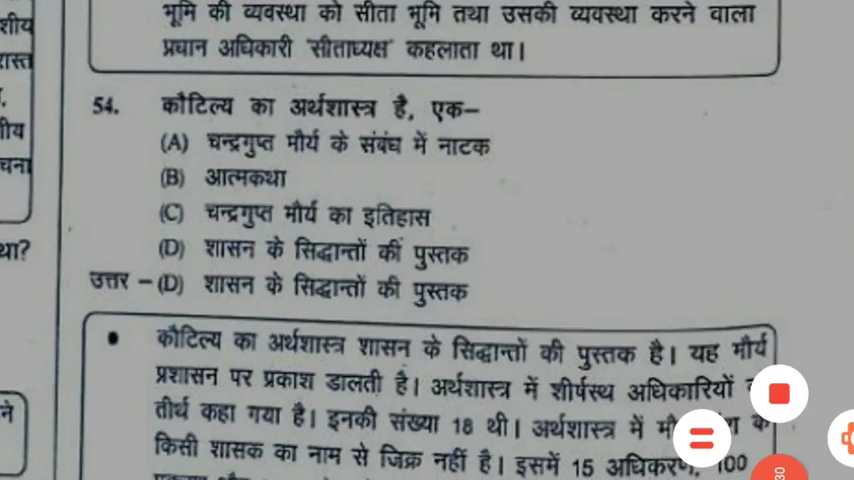 भूमि की व्यवस्था को सीता भूमि तथा उसकी व्यवस्था करने वाला
प्रधान अधिकारी 'सीताध्यक्ष' कहलाता था।
54. कौटिल्य का अर्थशास्त्र है, एक–
(A) चन्द्रगुप्त मौर्य के संबंध में नाटक
(B) आत्मकथा
(C) चन्द्रगुप्त मौर्य का इतिहास
(D) शासन के सिद्धान्तों की पुस्तक
उत्तर –(D) शासन के सिद्धान्तों की पुस्तक
• कौटिल्य का अर्थशास्त्र शासन के सिद्धान्तों की पुस्तक है। यह मौर्य
प्रशासन पर प्रकाश डालती है। अर्थशास्त्र में शीर्षस्थ अधिकारियों
तीर्थ कहा गया है। इनकी संख्या 18 थी। अर्थशास्त्र में
किसी शासक का नाम से जिक्र नहीं है। इसमें 15 अधिकरण, 100
शीय
रास्त
तीय
चना
था?
ने
30